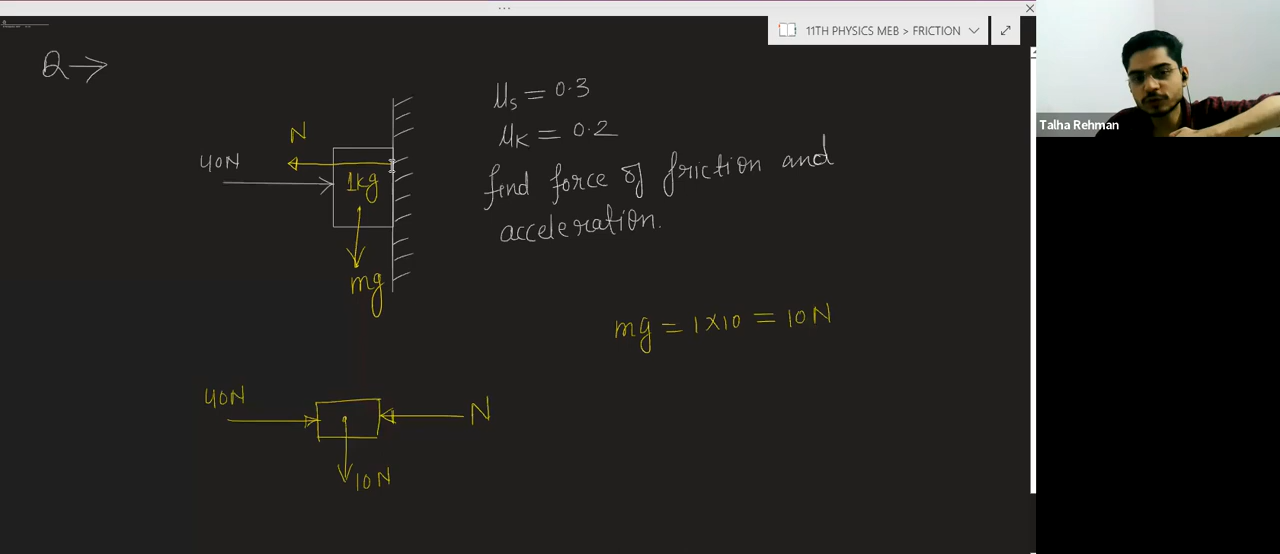 11TH PHYSICS MEB > FRICTION
Talha Rehman
Q →
μs = 0.3
μK = 0.2
find force of friction and
acceleration.
N
40N
1kg
mg
mg = 1×10 = 10N
40N
N
10N